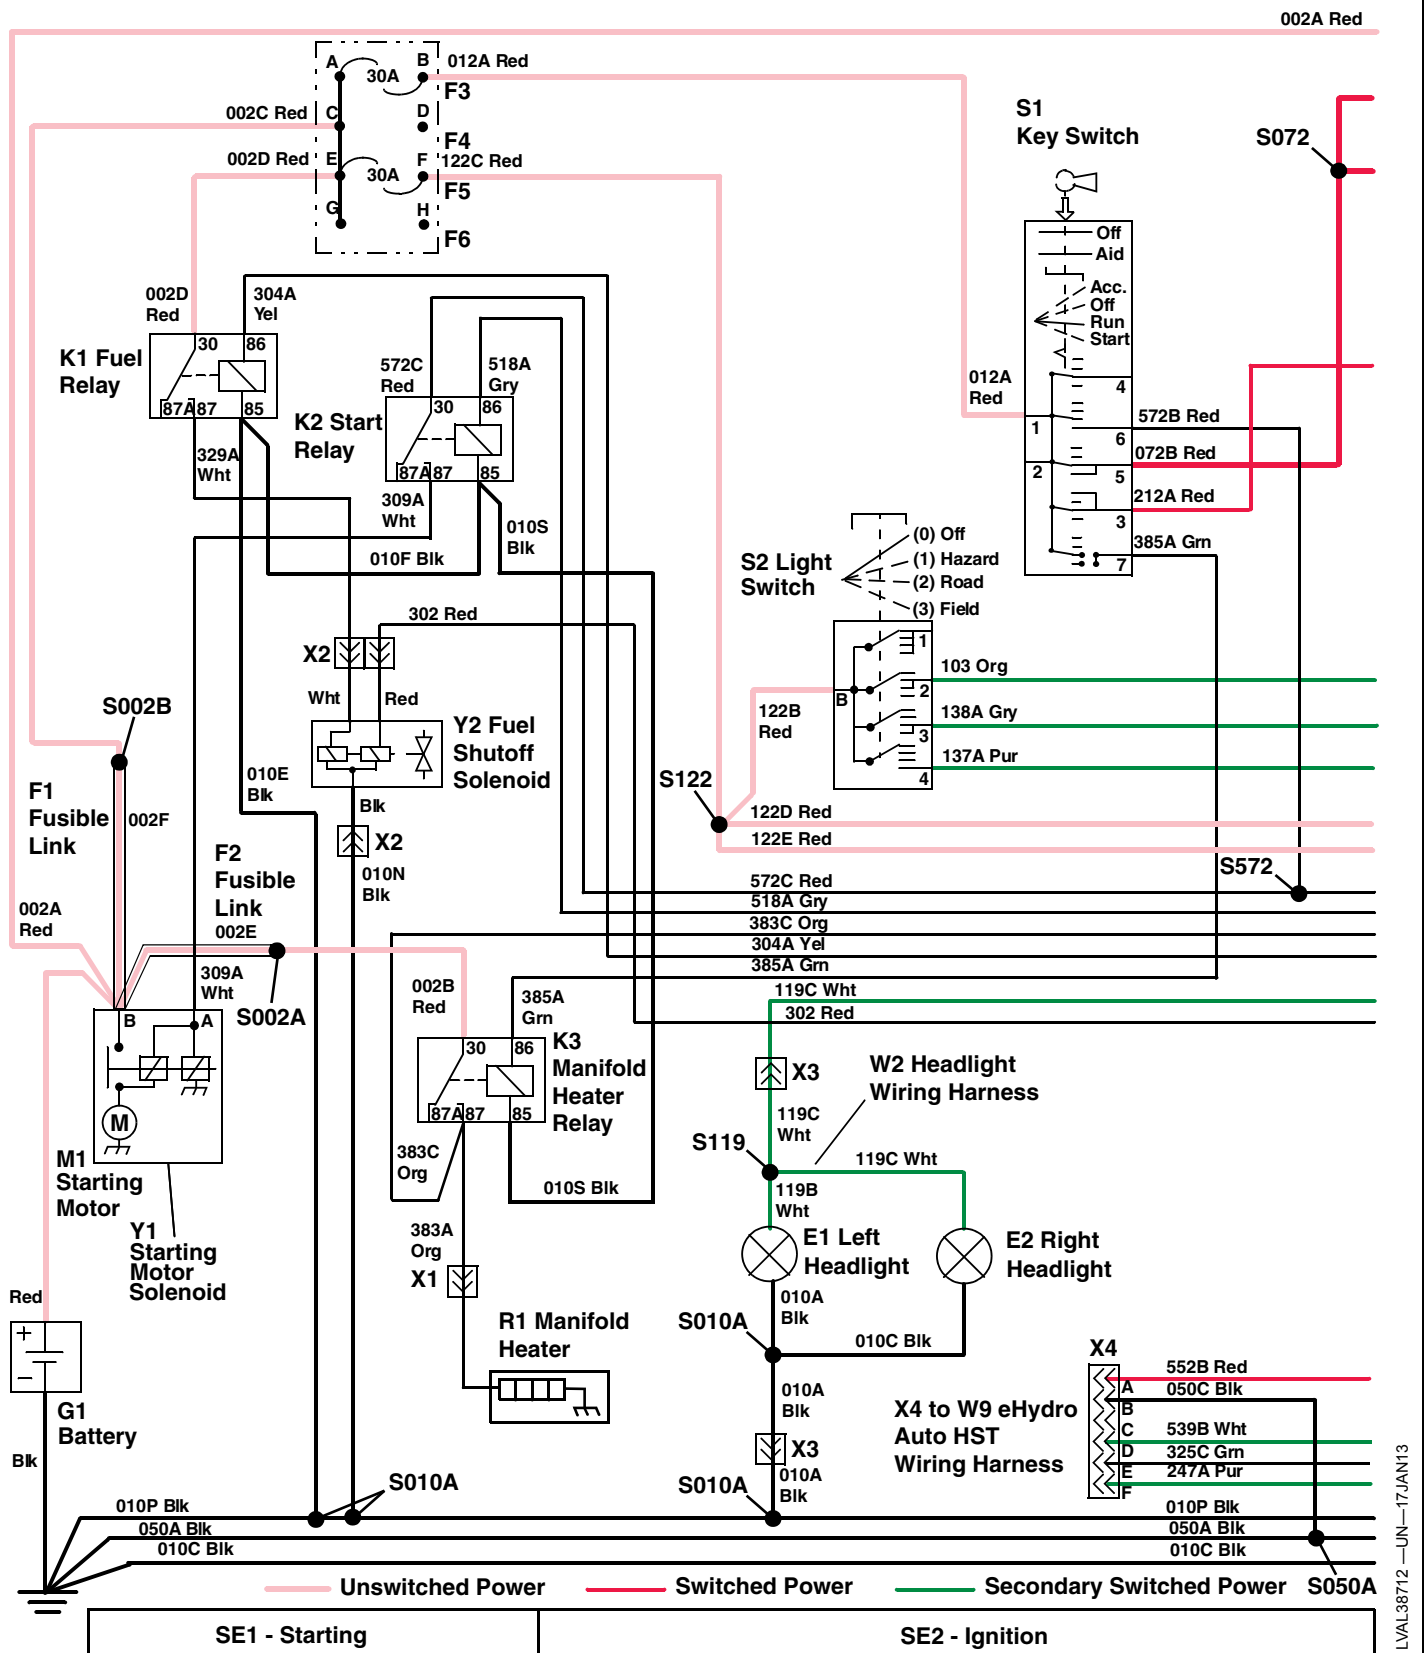 002A Red
A
30A
B
012A Red
F3
002C Red
C
D
F4
002D Red
E
30A
F
122C Red
F5
G
H
F6
S1
Key Switch
S072
Off
Aid
Acc.
Off
Run
Start
012A
Red
1
2
4
6
5
3
7
572B Red
072B Red
212A Red
385A Grn
002D
Red
304A
Yel
K1 Fuel
Relay
30
86
87A
87
85
572C
Red
518A
Gry
K2 Start
Relay
30
86
87A
87
85
329A
Wht
309A
Wht
010S
Blk
010F Blk
S2 Light
Switch
(0) Off
(1) Hazard
(2) Road
(3) Field
B
1
2
3
4
103 Org
138A Gry
137A Pur
122B
Red
302 Red
X2
Wht
Red
Y2 Fuel
Shutoff
Solenoid
S002B
F1
Fusible
Link
002F
010E
Blk
Blk
X2
010N
Blk
S122
122D Red
122E Red
S572
F2
Fusible
Link
002E
002A
Red
572C Red
518A Gry
383C Org
304A Yel
385A Grn
119C Wht
302 Red
309A
Wht
S002A
B
A
M
M1
Starting
Motor
Y1
Starting
Motor
Solenoid
002B
Red
385A
Grn
K3
Manifold
Heater
Relay
30
86
87A
87
85
383C
Org
010S Blk
383A
Org
X1
R1 Manifold
Heater
X3
W2 Headlight
Wiring Harness
119C
Wht
S119
119C Wht
119B
Wht
E1 Left
Headlight
E2 Right
Headlight
010A
Blk
S010A
010C Blk
010A
Blk
X3
010A
Blk
S010A
X4
X4 to W9 eHydro
Auto HST
Wiring Harness
A
B
C
D
E
F
552B Red
050C Blk
539B Wht
325C Grn
247A Pur
Red
+
−
G1
Battery
Blk
S010A
010P Blk
050A Blk
010C Blk
010P Blk
050A Blk
010C Blk
Unswitched Power
Switched Power
Secondary Switched Power
S050A
SE1 - Starting
SE2 - Ignition
LVAL38712 —UN—17JAN13